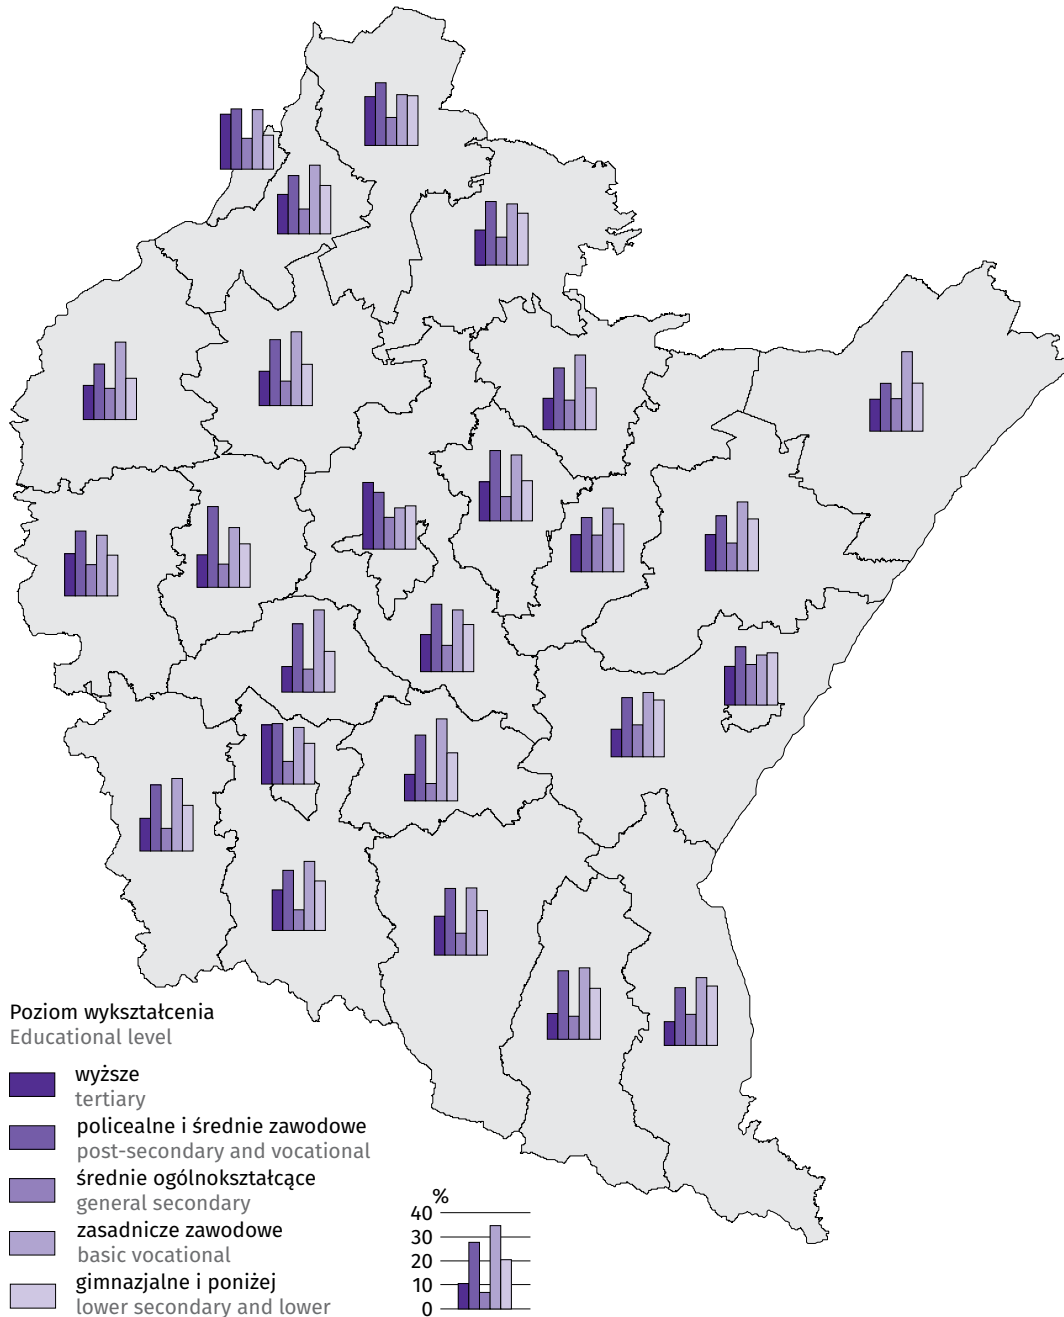 Poziom wykształcenia
Educational level
wyższe
tertiary
policealne i średnie zawodowe
post-secondary and vocational
średnie ogólnokształcące
general secondary
zasadnicze zawodowe
basic vocational
gimnazjalne i poniżej
lower secondary and lower
%
40
30
20
10
0